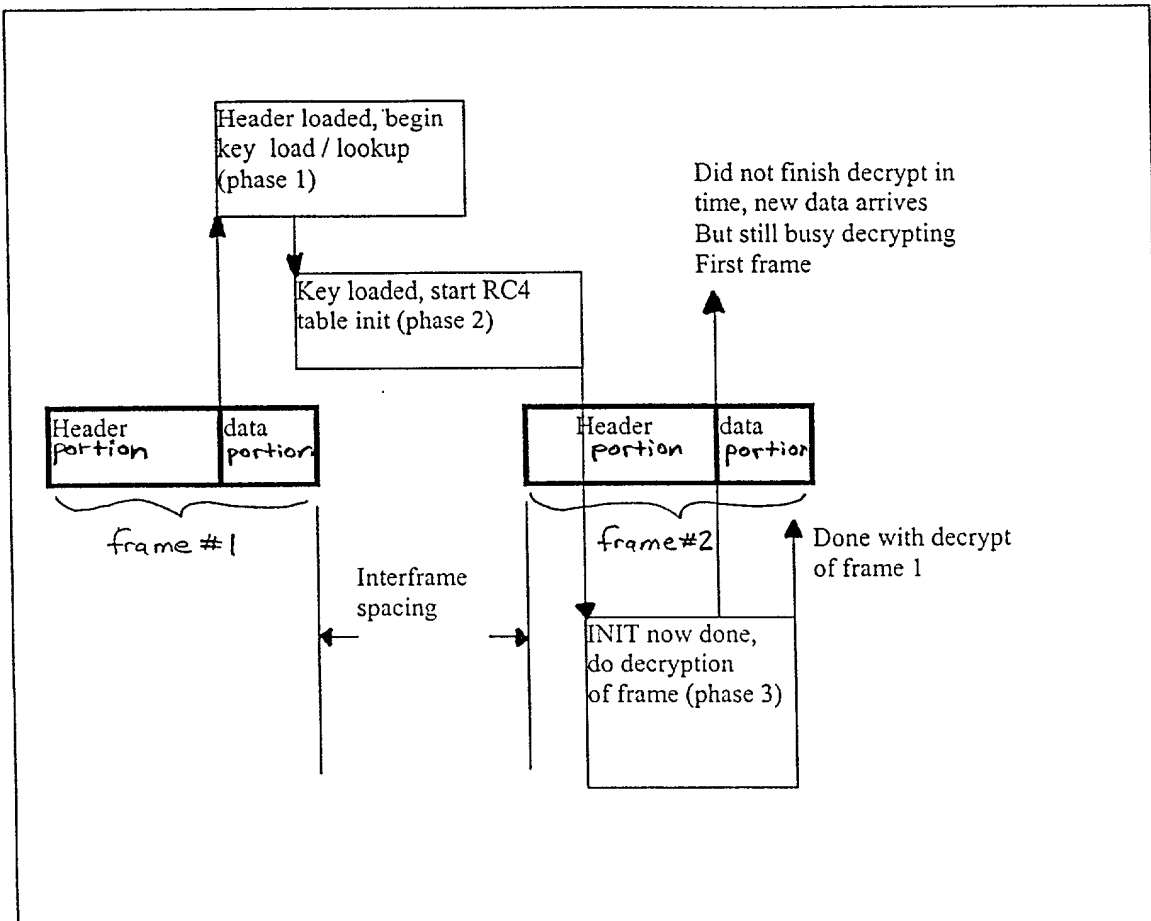 Header loaded, begin
key load / lookup
(phase 1)
Did not finish decrypt in
time, new data arrives
But still busy decrypting
First frame
Key loaded, start RC4
table init (phase 2)
Header
portion
data
portion
Header
portion
data
portion
frame #1
frame #2
Done with decrypt
of frame 1
Interframe
spacing
INIT now done,
do decryption
of frame (phase 3)